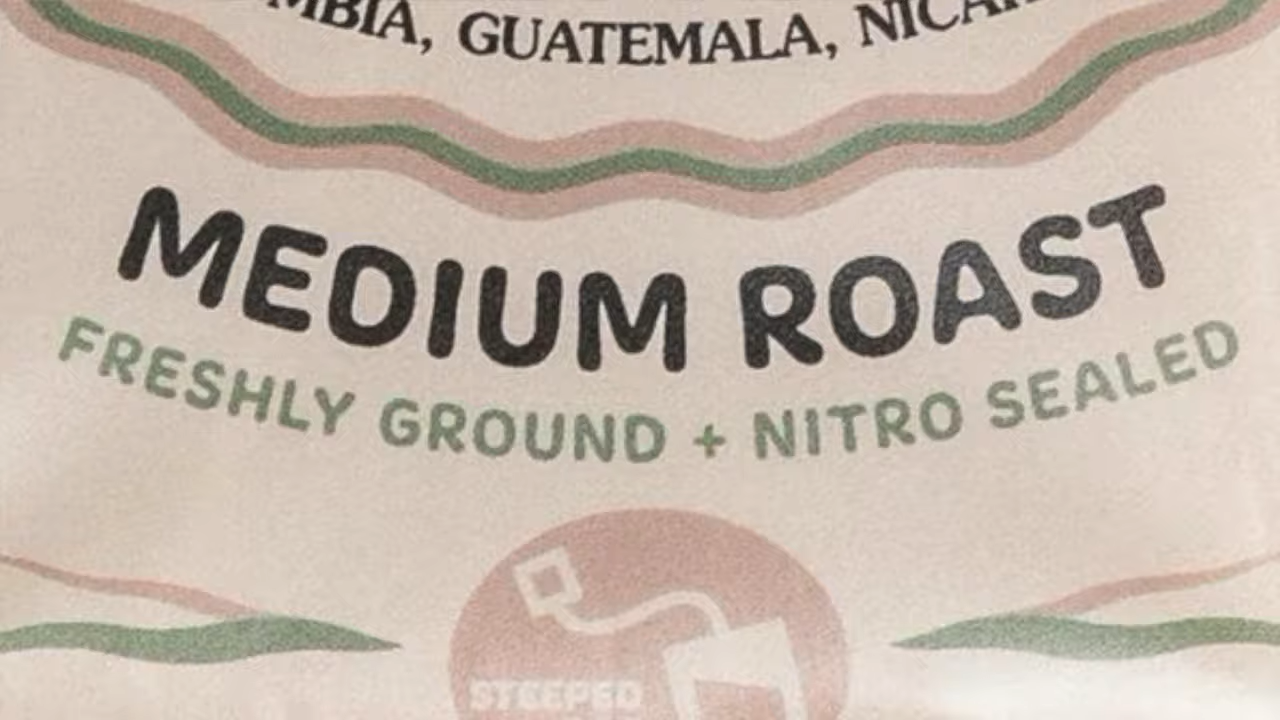 GUATEMALA,
MEDIUM ROAST
FRESHLY GROUND + NITRO SEALED
STEEPED